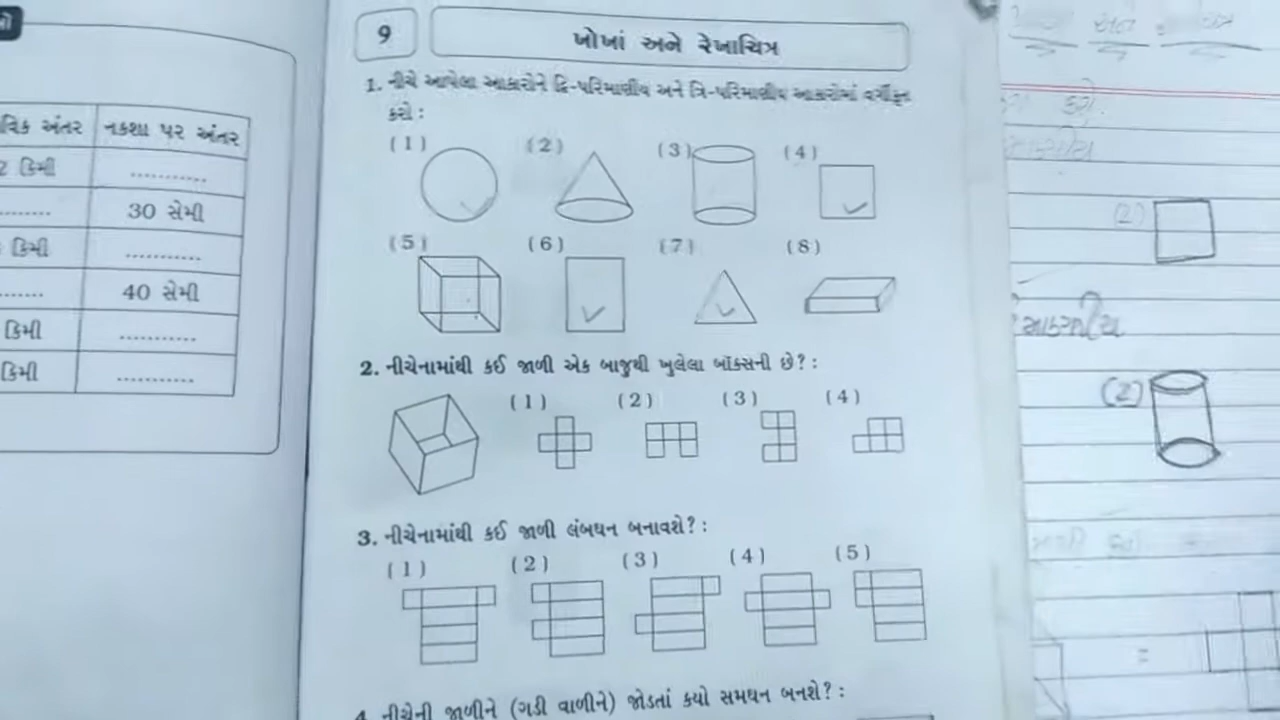 અંતર નકશા પર અંતર
કિમી ...........
........ 30 સેમી
કિમી ...........
....... 40 સેમી
કિમી ...........
કિમી ...........
9 ખોખાં અને રેખાચિત્ર
1. નીચે આપેલા આકારોને દ્વિ-પરિમાણીય અને ત્રિ-પરિમાણીય આકારોમાં વર્ગીકૃત
કરો :
(1) (2) (3) (4)
(5) (6) (7) (8)
2. નીચેનામાંથી કઈ જાળી એક બાજુથી ખુલેલા બૉક્સની છે? :
(1) (2) (3) (4)
3. નીચેનામાંથી કઈ જાળી લંબઘન બનાવશે? :
(1) (2) (3) (4) (5)
4. નીચેની જાળીને (ગડી વાળીને) જોડતાં કયો સમઘન બનશે? :
(2)
(2)
=